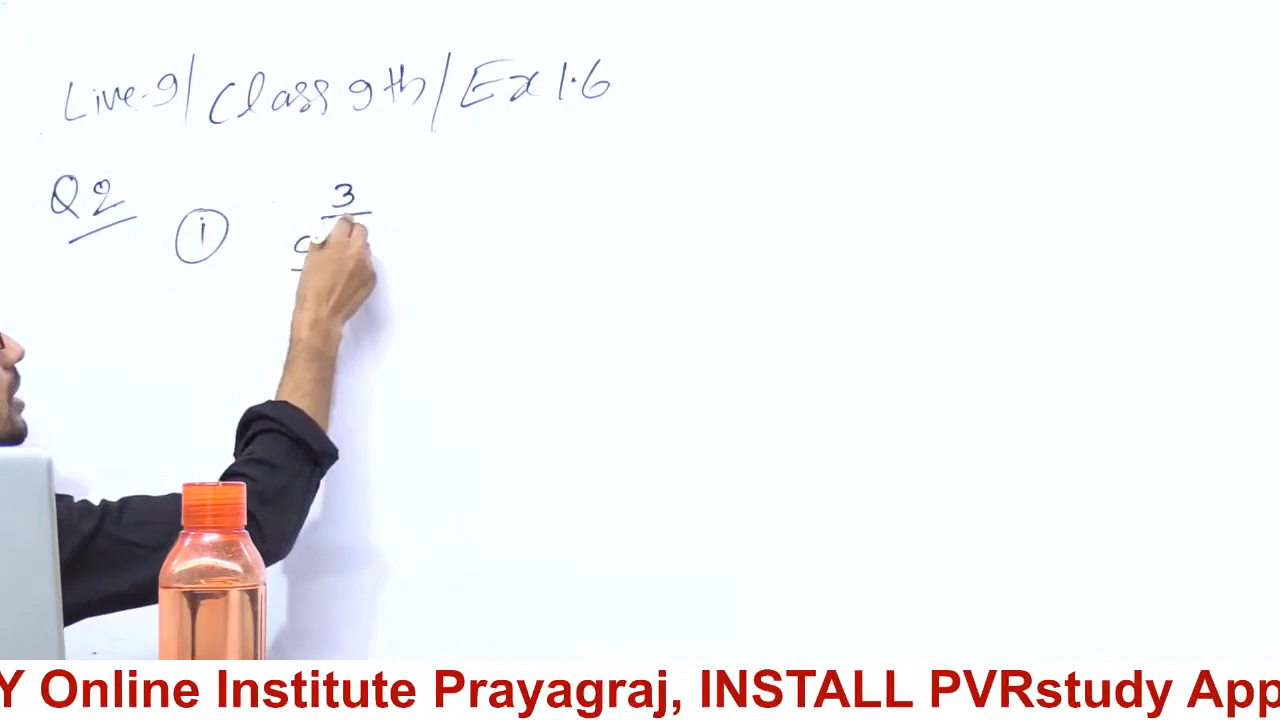 Live-9/Class 9th/Ex 1.6
Q2
i 3
Y Online Institute Prayagraj, INSTALL PVRstudy App